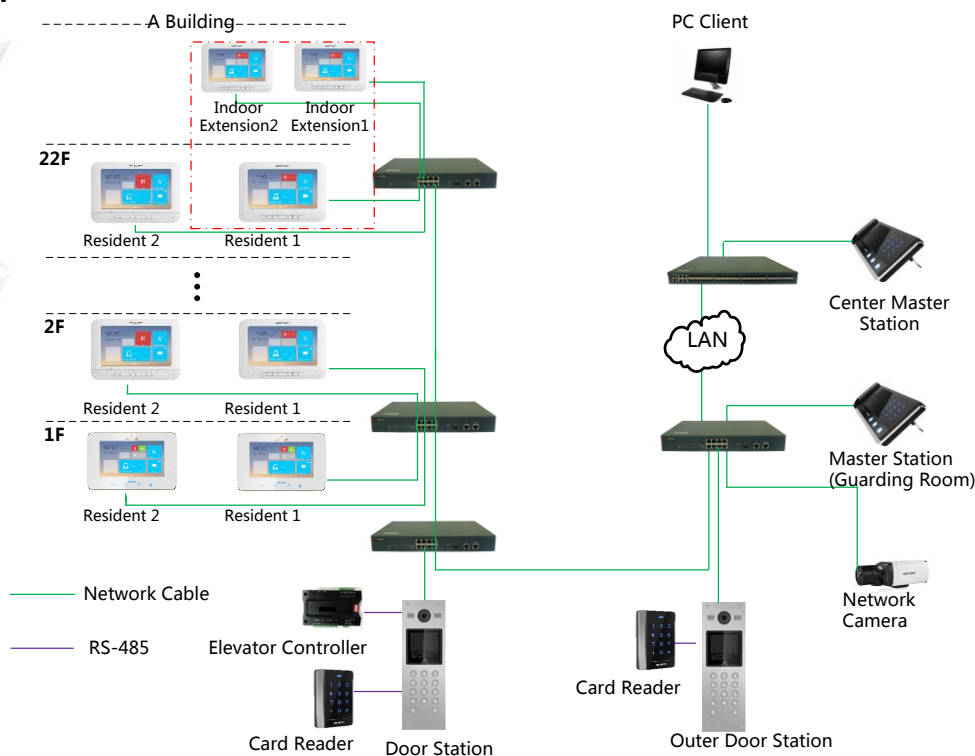 A Building
PC Client
Indoor
Extension2
Indoor
Extension1
22F
Resident 2
Resident 1
Center Master
Station
2F
LAN
Resident 2
Resident 1
1F
Master Station
(Guarding Room)
Resident 2
Resident 1
Network Cable
Network
Camera
RS-485
Elevator Controller
Card Reader
Card Reader
Door Station
Outer Door Station